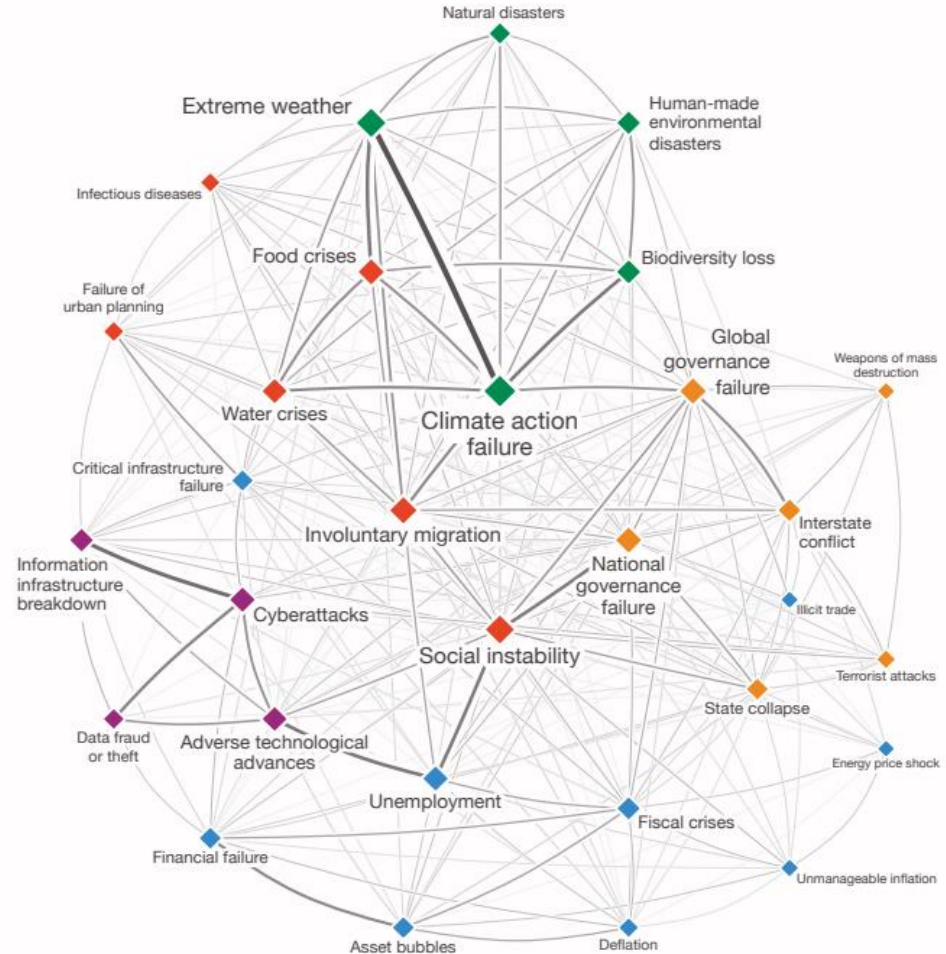 Natural disasters
Extreme weather
Human-made
environmental
disasters
Infectious diseases
Food crises
Biodiversity loss
Failure of
urban planning
Global
governance
failure
Weapons of mass
destruction
Water crises
Climate action
failure
Critical infrastructure
failure
Involuntary migration
Interstate
conflict
Information
infrastructure
breakdown
National
governance
failure
Cyberattacks
Illicit trade
Social instability
Terrorist attacks
State collapse
Data fraud
or theft
Adverse technological
advances
Energy price shock
Unemployment
Fiscal crises
Financial failure
Unmanageable inflation
Asset bubbles
Deflation